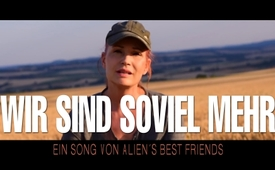 WIR SIND SOVIEL MEHR
EIN SONG VON ALIEN'S BEST FRIENDS